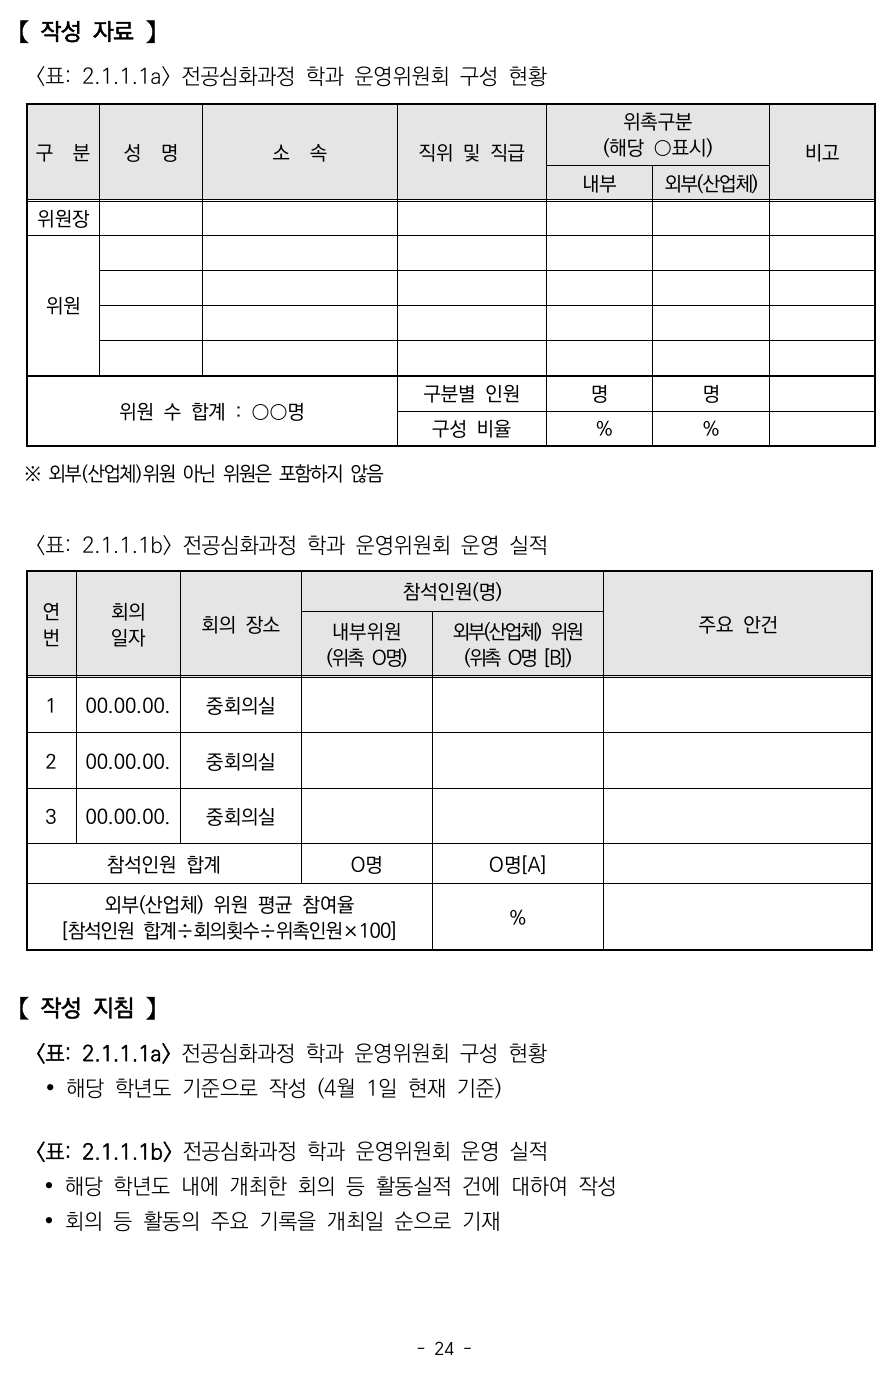 【 작성 자료 】
〈표: 2.1.1.1a〉 전공심화과정 학과 운영위원회 구성 현황
구 분 성 명 소 속 직위 및 직급 위촉구분 비고
(해당 ○표시)
내부 외부(산업체)
위원장
위원
위원 수 합계 : ○○명 구분별 인원 명 명
구성 비율 % %
※ 외부(산업체)위원 아닌 위원은 포함하지 않음
〈표: 2.1.1.1b〉 전공심화과정 학과 운영위원회 운영 실적
연 회의 회의 장소 참석인원(명) 주요 안건
번 일자 내부위원 외부(산업체) 위원
(위촉 O명) (위촉 O명 [B])
1 00.00.00. 중회의실
2 00.00.00. 중회의실
3 00.00.00. 중회의실
참석인원 합계 O명 O명[A]
외부(산업체) 위원 평균 참여율 %
[참석인원 합계÷회의횟수÷위촉인원×100]
【 작성 지침 】
〈표: 2.1.1.1a〉 전공심화과정 학과 운영위원회 구성 현황
• 해당 학년도 기준으로 작성 (4월 1일 현재 기준)
〈표: 2.1.1.1b〉 전공심화과정 학과 운영위원회 운영 실적
• 해당 학년도 내에 개최한 회의 등 활동실적 건에 대하여 작성
• 회의 등 활동의 주요 기록을 개최일 순으로 기재
- 24 -